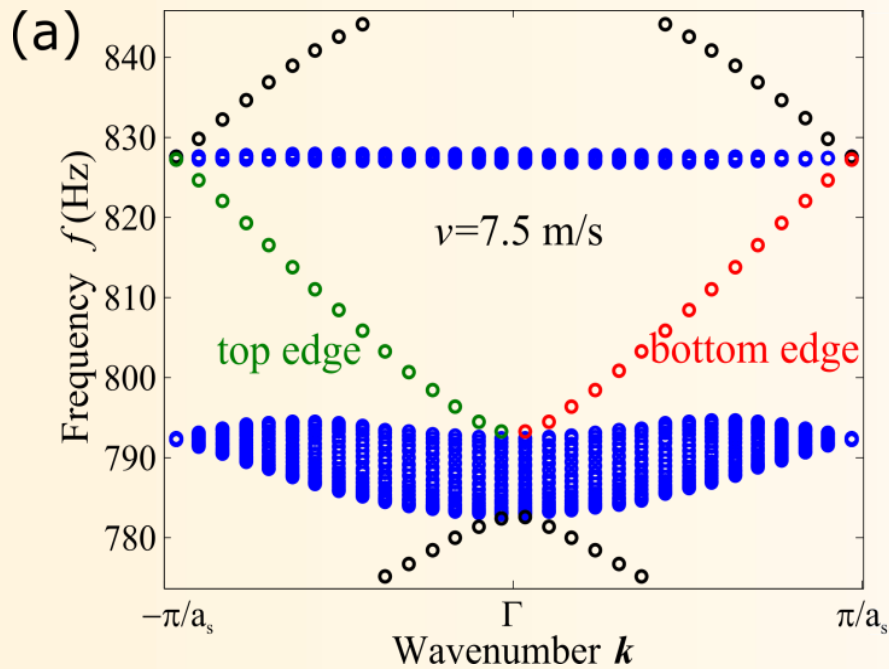 (a)
840
830
820
810
800
790
780
Frequency f (Hz)
v=7.5 m/s
top edge
bottom edge
−π/aₛ
Γ
π/aₛ
Wavenumber k